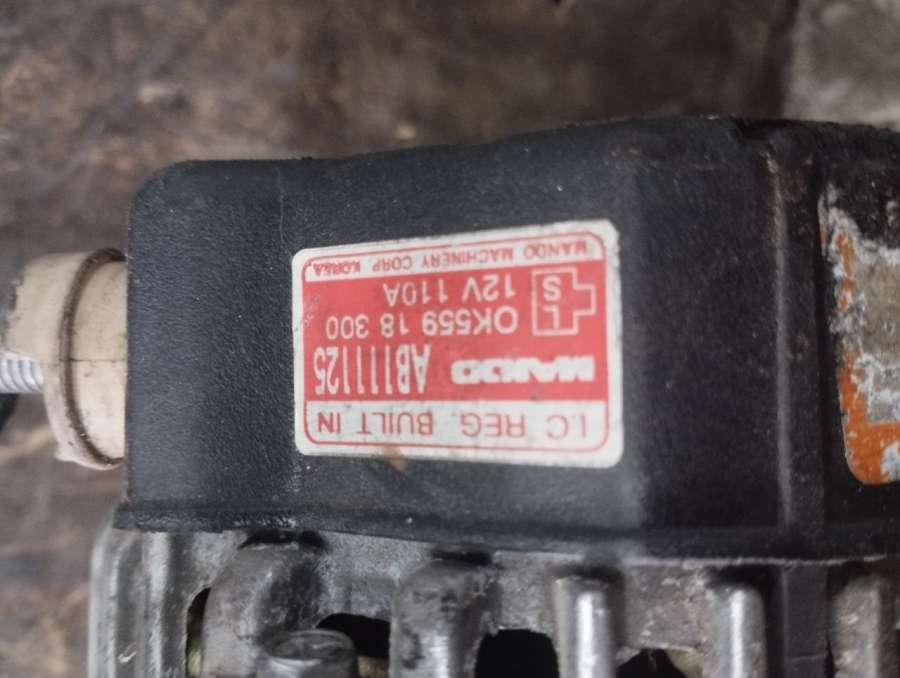 I.C REG. BUILT IN
MANDO AB111125
OK559 18 300
L S 12V 110A
MANDO MACHINERY CORP. KOREA